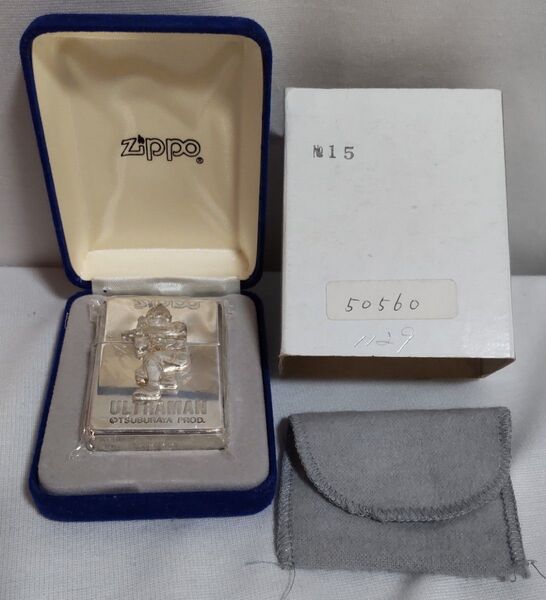 Zippo®
№15
50560
1129
ULTRAMAN
©TSUBURAYA PROD.